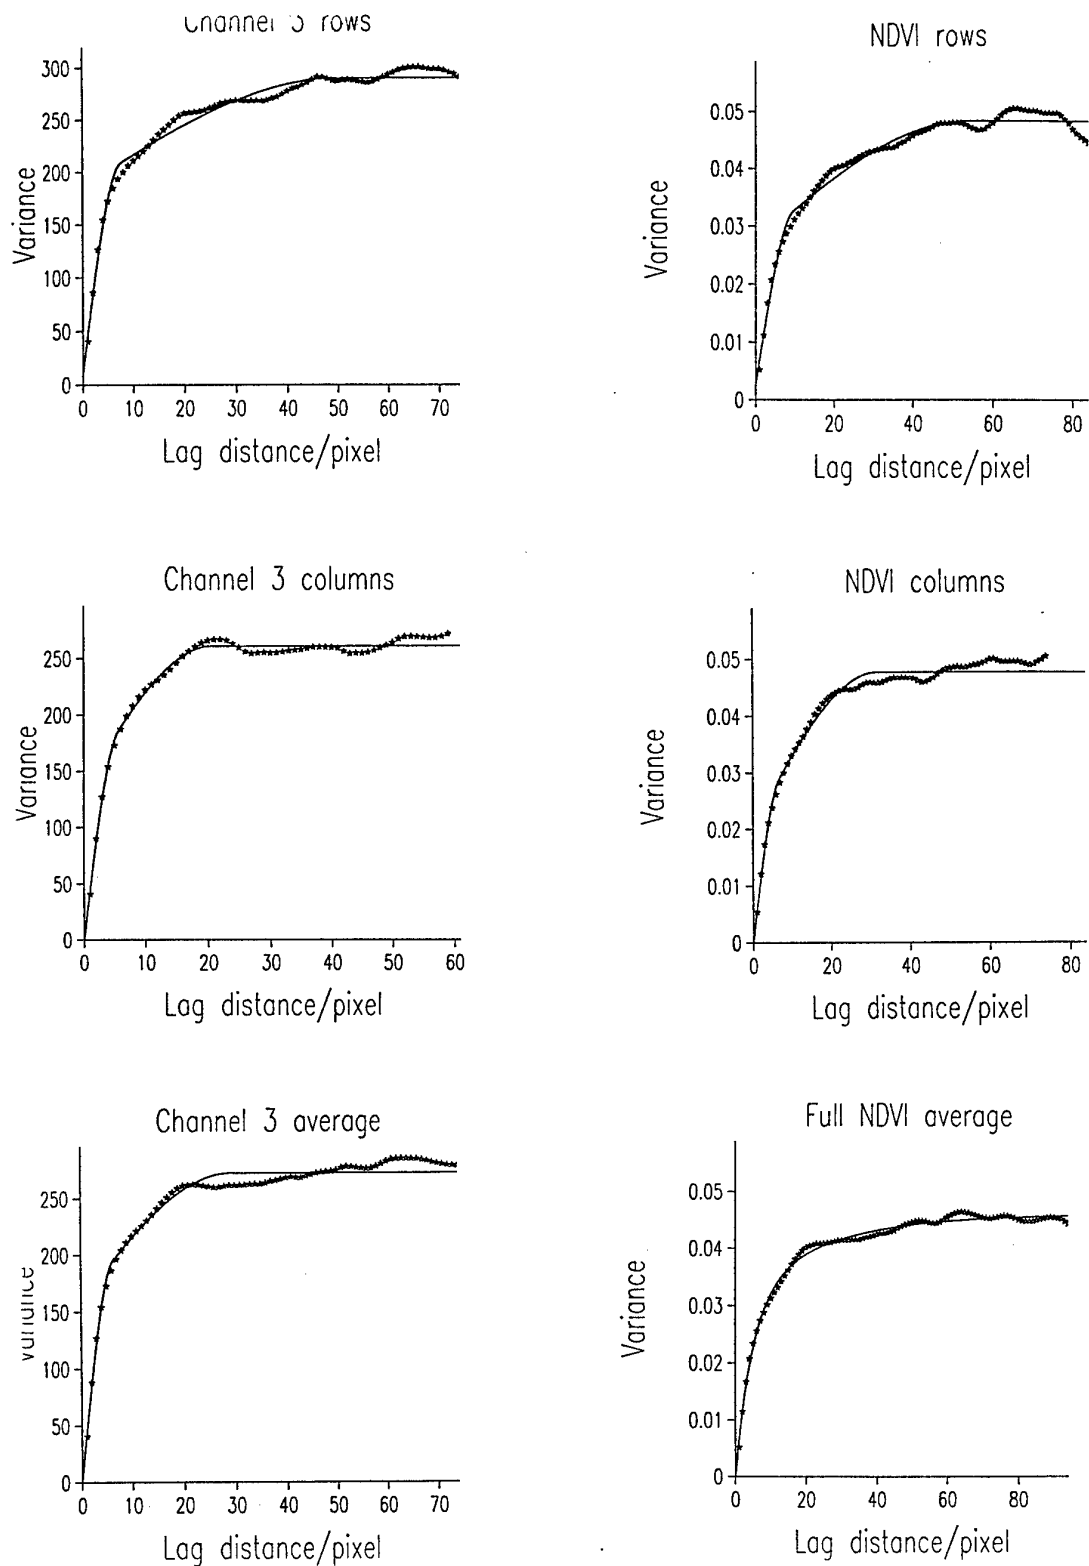 Channel 3 rows
300
250
200
150
100
50
0
Variance
0 10 20 30 40 50 60 70
Lag distance/pixel
NDVI rows
0.05
0.04
0.03
0.02
0.01
0
Variance
0 20 40 60 80
Lag distance/pixel
Channel 3 columns
250
200
150
100
50
0
Variance
0 10 20 30 40 50 60
Lag distance/pixel
NDVI columns
0.05
0.04
0.03
0.02
0.01
0
Variance
0 20 40 60 80
Lag distance/pixel
Channel 3 average
250
200
150
100
50
0
Variance
0 10 20 30 40 50 60 70
Lag distance/pixel
Full NDVI average
0.05
0.04
0.03
0.02
0.01
0
Variance
0 20 40 60 80
Lag distance/pixel